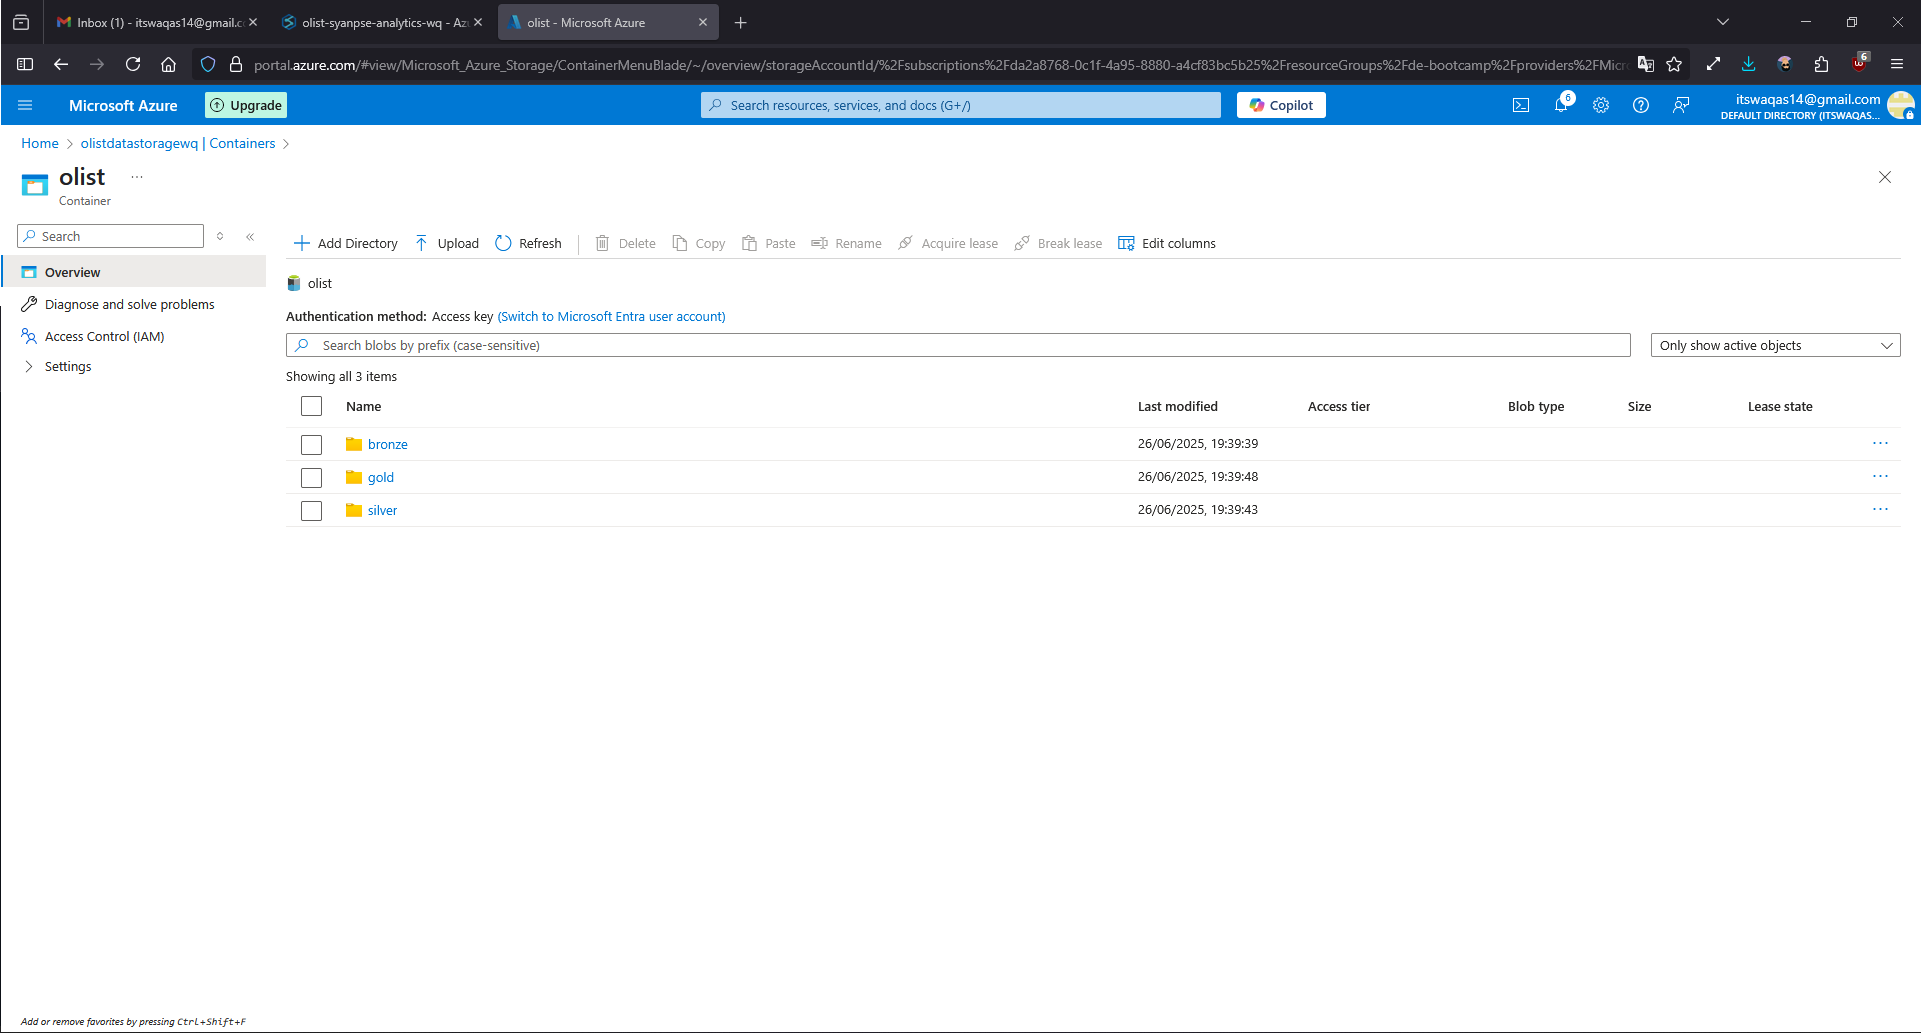 Inbox (1) - itswaqas14@gmail.c
olist-syanpse-analytics-wq - Az
olist - Microsoft Azure
portal.azure.com/#view/Microsoft_Azure_Storage/ContainerMenuBlade/~/overview/storageAccountId/%2Fsubscriptions%2Fda2a8768-0c1f-4a95-8880-a4cf83bc5b25%2FresourceGroups%2Fde-bootcamp%2Fproviders%2FMicr
6
Microsoft Azure
Upgrade
Search resources, services, and docs (G+/)
Copilot
6
itswaqas14@gmail.com
DEFAULT DIRECTORY (ITSWAQAS...
Home > olistdatastoragewq | Containers >
olist ...
Container
Search
Overview
Diagnose and solve problems
Access Control (IAM)
Settings
Add Directory Upload Refresh Delete Copy Paste Rename Acquire lease Break lease Edit columns
olist
Authentication method: Access key (Switch to Microsoft Entra user account)
Search blobs by prefix (case-sensitive)
Only show active objects
Showing all 3 items
Name Last modified Access tier Blob type Size Lease state
bronze 26/06/2025, 19:39:39 ...
gold 26/06/2025, 19:39:48 ...
silver 26/06/2025, 19:39:43 ...
Add or remove favorites by pressing Ctrl+Shift+F